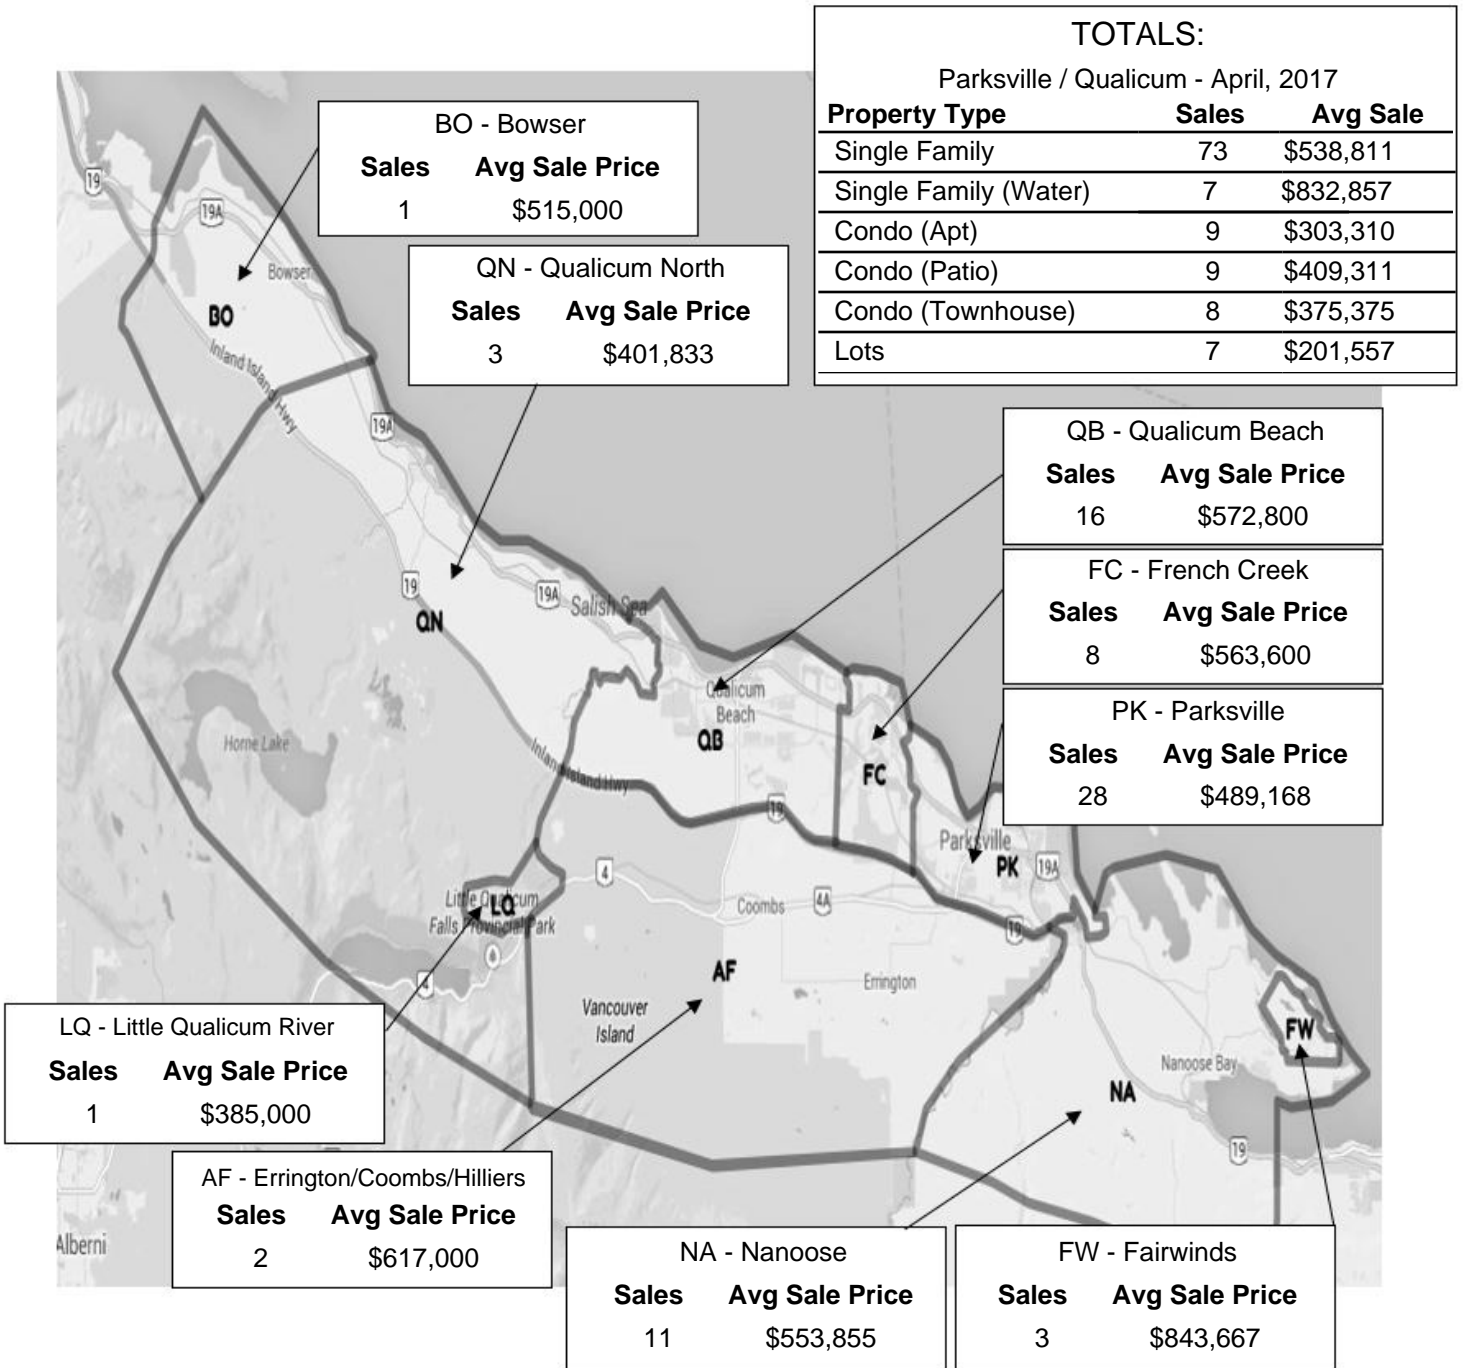 TOTALS:
Parksville / Qualicum - April, 2017
Property Type Sales Avg Sale
Single Family 73 $538,811
Single Family (Water) 7 $832,857
Condo (Apt) 9 $303,310
Condo (Patio) 9 $409,311
Condo (Townhouse) 8 $375,375
Lots 7 $201,557
BO - Bowser
Sales Avg Sale Price
1 $515,000
QN - Qualicum North
Sales Avg Sale Price
3 $401,833
QB - Qualicum Beach
Sales Avg Sale Price
16 $572,800
FC - French Creek
Sales Avg Sale Price
8 $563,600
PK - Parksville
Sales Avg Sale Price
28 $489,168
LQ - Little Qualicum River
Sales Avg Sale Price
1 $385,000
AF - Errington/Coombs/Hilliers
Sales Avg Sale Price
2 $617,000
NA - Nanoose
Sales Avg Sale Price
11 $553,855
FW - Fairwinds
Sales Avg Sale Price
3 $843,667
19
19A
Bowser
BO
Inland Island Hwy
19A
19
19A
Salish Sea
QN
Qualicum
Beach
QB
Horne Lake
Inland Island Hwy
FC
19
Parksville
PK
19A
4
Little Qualicum
Falls Provincial Park
LQ
Coombs
4A
19
4
AF
Errington
Vancouver
Island
FW
Nanoose Bay
NA
19
Alberni